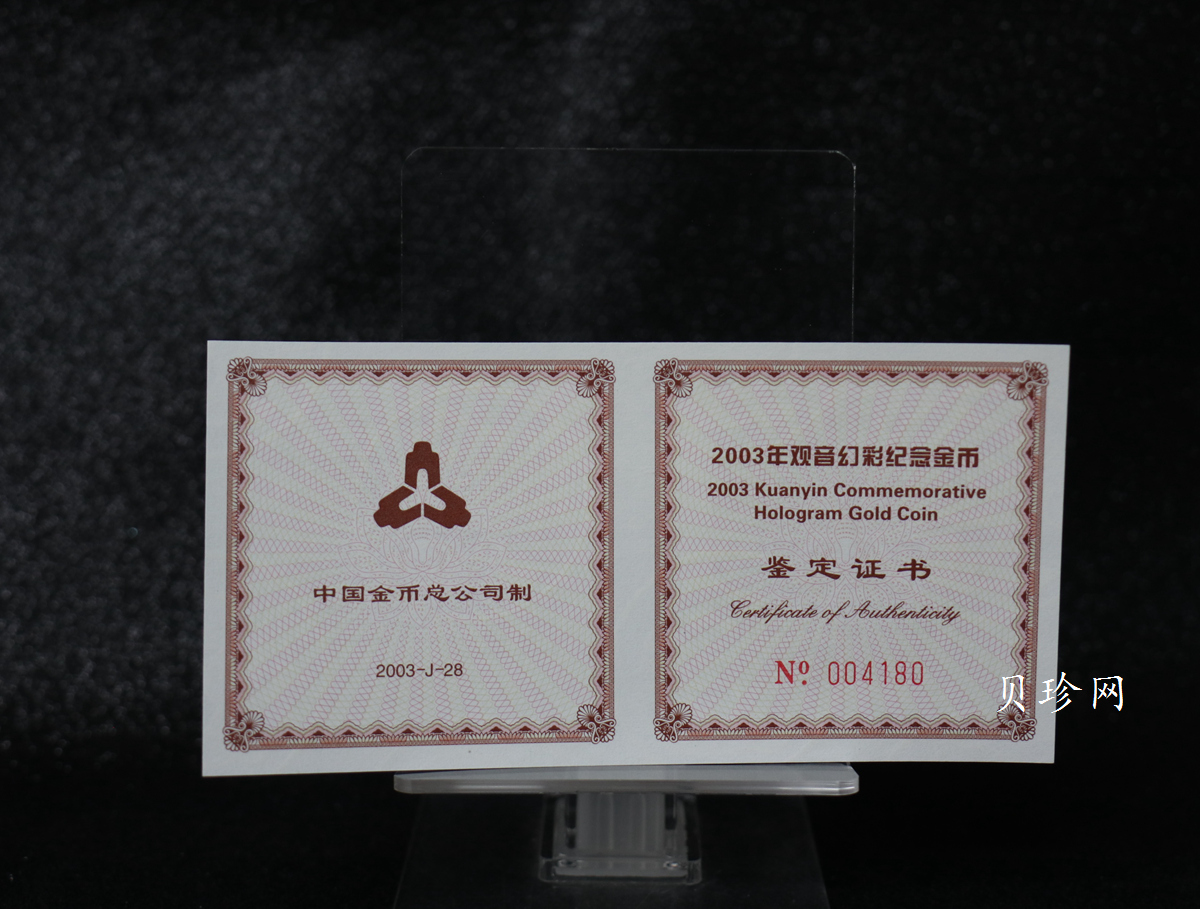 中国金币总公司制
2003-J-28
2003年观音幻彩纪念金币
2003 Kuanyin Commemorative
Hologram Gold Coin
鉴定证书
Certificate of Authenticity
Nº 004180
贝珍网